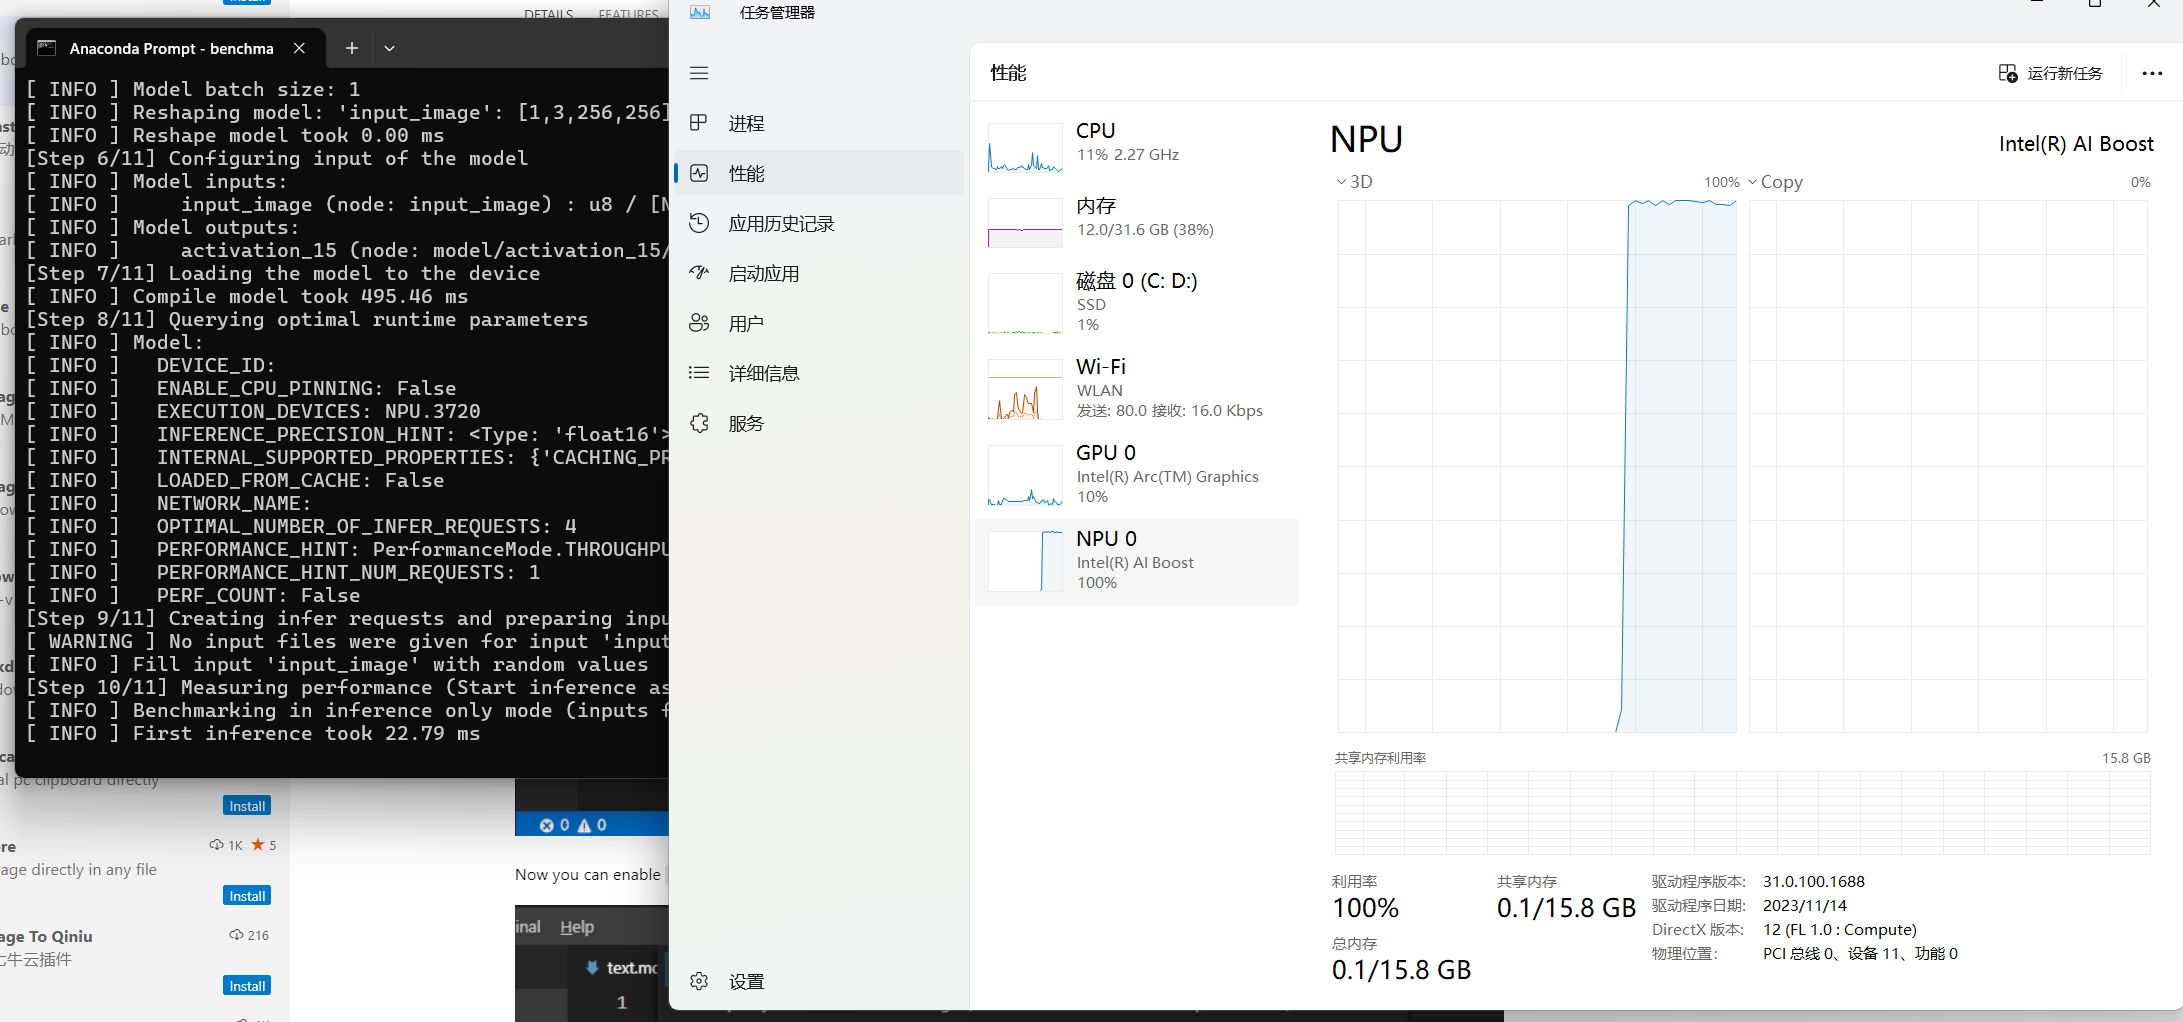 Install
DETAILS FEATURES
Anaconda Prompt - benchma
[ INFO ] Model batch size: 1
[ INFO ] Reshaping model: 'input_image': [1,3,256,256]
[ INFO ] Reshape model took 0.00 ms
[Step 6/11] Configuring input of the model
[ INFO ] Model inputs:
[ INFO ] input_image (node: input_image) : u8 / [N
[ INFO ] Model outputs:
[ INFO ] activation_15 (node: model/activation_15/
[Step 7/11] Loading the model to the device
[ INFO ] Compile model took 495.46 ms
[Step 8/11] Querying optimal runtime parameters
[ INFO ] Model:
[ INFO ] DEVICE_ID:
[ INFO ] ENABLE_CPU_PINNING: False
[ INFO ] EXECUTION_DEVICES: NPU.3720
[ INFO ] INFERENCE_PRECISION_HINT: <Type: 'float16'>
[ INFO ] INTERNAL_SUPPORTED_PROPERTIES: {'CACHING_PR
[ INFO ] LOADED_FROM_CACHE: False
[ INFO ] NETWORK_NAME:
[ INFO ] OPTIMAL_NUMBER_OF_INFER_REQUESTS: 4
[ INFO ] PERFORMANCE_HINT: PerformanceMode.THROUGHPU
[ INFO ] PERFORMANCE_HINT_NUM_REQUESTS: 1
[ INFO ] PERF_COUNT: False
[Step 9/11] Creating infer requests and preparing inpu
[ WARNING ] No input files were given for input 'input
[ INFO ] Fill input 'input_image' with random values
[Step 10/11] Measuring performance (Start inference as
[ INFO ] Benchmarking in inference only mode (inputs f
[ INFO ] First inference took 22.79 ms
al pc clipboard directly
Install
re
1K ★ 5
age directly in any file
Install
age To Qiniu
216
七牛云插件
Install
0 0
Now you can enable
inal Help
text.mc
1
任务管理器
进程
性能
应用历史记录
启动应用
用户
详细信息
服务
设置
性能
运行新任务
CPU
11% 2.27 GHz
内存
12.0/31.6 GB (38%)
磁盘 0 (C: D:)
SSD
1%
Wi-Fi
WLAN
发送: 80.0 接收: 16.0 Kbps
GPU 0
Intel(R) Arc(TM) Graphics
10%
NPU 0
Intel(R) AI Boost
100%
NPU
Intel(R) AI Boost
3D 100%
Copy 0%
共享内存利用率 15.8 GB
利用率
100%
共享内存
0.1/15.8 GB
总内存
0.1/15.8 GB
驱动程序版本: 31.0.100.1688
驱动程序日期: 2023/11/14
DirectX 版本: 12 (FL 1.0 : Compute)
物理位置: PCI 总线 0、设备 11、功能 0